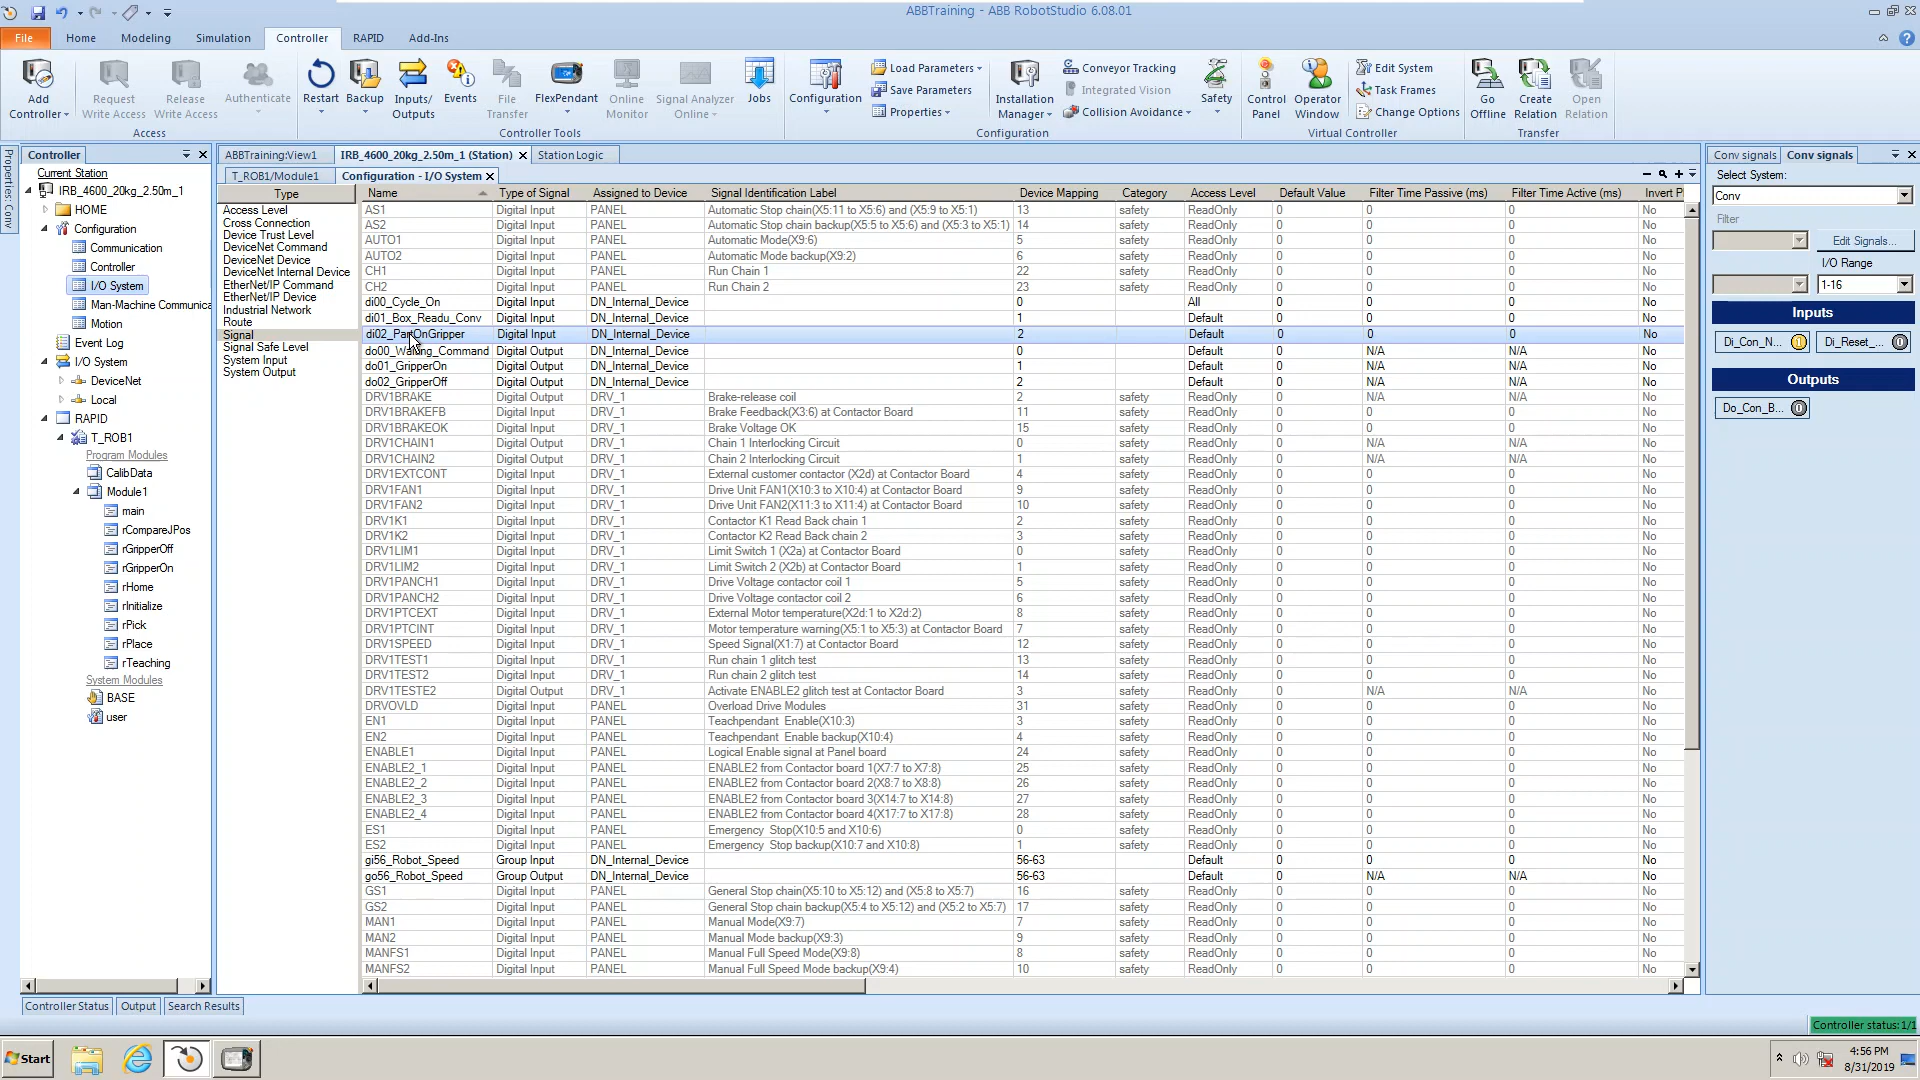 ABBTraining - ABB RobotStudio 6.08.01
File Home Modeling Simulation Controller RAPID Add-Ins
Add Controller
Request Write Access
Release Write Access
Authenticate
Access
Restart
Backup
Inputs/ Outputs
Events
File Transfer
FlexPendant
Online Monitor
Signal Analyzer Online
Jobs
Controller Tools
Configuration
Load Parameters
Save Parameters
Properties
Installation Manager
Conveyor Tracking
Integrated Vision
Collision Avoidance
Configuration
Safety
Control Panel
Operator Window
Edit System
Task Frames
Change Options
Virtual Controller
Go Offline
Create Relation
Open Relation
Transfer
Properties: Conv
Controller
Current Station
IRB_4600_20kg_2.50m_1
HOME
Configuration
Communication
Controller
I/O System
Man-Machine Communica
Motion
Event Log
I/O System
DeviceNet
Local
RAPID
T_ROB1
Program Modules
CalibData
Module1
main
rCompareJPos
rGripperOff
rGripperOn
rHome
rInitialize
rPick
rPlace
rTeaching
System Modules
BASE
user
ABBTraining:View1 IRB_4600_20kg_2.50m_1 (Station) Station Logic
T_ROB1/Module1 Configuration - I/O System
Type
Access Level
Cross Connection
Device Trust Level
DeviceNet Command
DeviceNet Device
DeviceNet Internal Device
EtherNet/IP Command
EtherNet/IP Device
Industrial Network
Route
Signal
Signal Safe Level
System Input
System Output
Name Type of Signal Assigned to Device Signal Identification Label Device Mapping Category Access Level Default Value Filter Time Passive (ms) Filter Time Active (ms) Invert P
AS1 Digital Input PANEL Automatic Stop chain(X5:11 to X5:6) and (X5:9 to X5:1) 13 safety ReadOnly 0 0 0 No
AS2 Digital Input PANEL Automatic Stop chain backup(X5:5 to X5:6) and (X5:3 to X5:1) 14 safety ReadOnly 0 0 0 No
AUTO1 Digital Input PANEL Automatic Mode(X9:6) 5 safety ReadOnly 0 0 0 No
AUTO2 Digital Input PANEL Automatic Mode backup(X9:2) 6 safety ReadOnly 0 0 0 No
CH1 Digital Input PANEL Run Chain 1 22 safety ReadOnly 0 0 0 No
CH2 Digital Input PANEL Run Chain 2 23 safety ReadOnly 0 0 0 No
di00_Cycle_On Digital Input DN_Internal_Device 0 All 0 0 0 No
di01_Box_Readu_Conv Digital Input DN_Internal_Device 1 Default 0 0 0 No
di02_PartOnGripper Digital Input DN_Internal_Device 2 Default 0 0 0 No
do00_Waiting_Command Digital Output DN_Internal_Device 0 Default 0 N/A N/A No
do01_GripperOn Digital Output DN_Internal_Device 1 Default 0 N/A N/A No
do02_GripperOff Digital Output DN_Internal_Device 2 Default 0 N/A N/A No
DRV1BRAKE Digital Output DRV_1 Brake-release coil 2 safety ReadOnly 0 N/A N/A No
DRV1BRAKEFB Digital Input DRV_1 Brake Feedback(X3:6) at Contactor Board 11 safety ReadOnly 0 0 0 No
DRV1BRAKEOK Digital Input DRV_1 Brake Voltage OK 15 safety ReadOnly 0 0 0 No
DRV1CHAIN1 Digital Output DRV_1 Chain 1 Interlocking Circuit 0 safety ReadOnly 0 N/A N/A No
DRV1CHAIN2 Digital Output DRV_1 Chain 2 Interlocking Circuit 1 safety ReadOnly 0 N/A N/A No
DRV1EXTCONT Digital Input DRV_1 External customer contactor (X2d) at Contactor Board 4 safety ReadOnly 0 0 0 No
DRV1FAN1 Digital Input DRV_1 Drive Unit FAN1(X10:3 to X10:4) at Contactor Board 9 safety ReadOnly 0 0 0 No
DRV1FAN2 Digital Input DRV_1 Drive Unit FAN2(X11:3 to X11:4) at Contactor Board 10 safety ReadOnly 0 0 0 No
DRV1K1 Digital Input DRV_1 Contactor K1 Read Back chain 1 2 safety ReadOnly 0 0 0 No
DRV1K2 Digital Input DRV_1 Contactor K2 Read Back chain 2 3 safety ReadOnly 0 0 0 No
DRV1LIM1 Digital Input DRV_1 Limit Switch 1 (X2a) at Contactor Board 0 safety ReadOnly 0 0 0 No
DRV1LIM2 Digital Input DRV_1 Limit Switch 2 (X2b) at Contactor Board 1 safety ReadOnly 0 0 0 No
DRV1PANCH1 Digital Input DRV_1 Drive Voltage contactor coil 1 5 safety ReadOnly 0 0 0 No
DRV1PANCH2 Digital Input DRV_1 Drive Voltage contactor coil 2 6 safety ReadOnly 0 0 0 No
DRV1PTCEXT Digital Input DRV_1 External Motor temperature(X2d:1 to X2d:2) 8 safety ReadOnly 0 0 0 No
DRV1PTCINT Digital Input DRV_1 Motor temperature warning(X5:1 to X5:3) at Contactor Board 7 safety ReadOnly 0 0 0 No
DRV1SPEED Digital Input DRV_1 Speed Signal(X1:7) at Contactor Board 12 safety ReadOnly 0 0 0 No
DRV1TEST1 Digital Input DRV_1 Run chain 1 glitch test 13 safety ReadOnly 0 0 0 No
DRV1TEST2 Digital Input DRV_1 Run chain 2 glitch test 14 safety ReadOnly 0 0 0 No
DRV1TESTE2 Digital Output DRV_1 Activate ENABLE2 glitch test at Contactor Board 3 safety ReadOnly 0 N/A N/A No
DRVOVLD Digital Input PANEL Overload Drive Modules 31 safety ReadOnly 0 0 0 No
EN1 Digital Input PANEL Teachpendant Enable(X10:3) 3 safety ReadOnly 0 0 0 No
EN2 Digital Input PANEL Teachpendant Enable backup(X10:4) 4 safety ReadOnly 0 0 0 No
ENABLE1 Digital Input PANEL Logical Enable signal at Panel board 24 safety ReadOnly 0 0 0 No
ENABLE2_1 Digital Input PANEL ENABLE2 from Contactor board 1(X7:7 to X7:8) 25 safety ReadOnly 0 0 0 No
ENABLE2_2 Digital Input PANEL ENABLE2 from Contactor board 2(X8:7 to X8:8) 26 safety ReadOnly 0 0 0 No
ENABLE2_3 Digital Input PANEL ENABLE2 from Contactor board 3(X14:7 to X14:8) 27 safety ReadOnly 0 0 0 No
ENABLE2_4 Digital Input PANEL ENABLE2 from Contactor board 4(X17:7 to X17:8) 28 safety ReadOnly 0 0 0 No
ES1 Digital Input PANEL Emergency Stop(X10:5 and X10:6) 0 safety ReadOnly 0 0 0 No
ES2 Digital Input PANEL Emergency Stop backup(X10:7 and X10:8) 1 safety ReadOnly 0 0 0 No
gi56_Robot_Speed Group Input DN_Internal_Device 56-63 Default 0 0 0 No
go56_Robot_Speed Group Output DN_Internal_Device 56-63 Default 0 N/A N/A No
GS1 Digital Input PANEL General Stop chain(X5:10 to X5:12) and (X5:8 to X5:7) 16 safety ReadOnly 0 0 0 No
GS2 Digital Input PANEL General Stop chain backup(X5:4 to X5:12) and (X5:2 to X5:7) 17 safety ReadOnly 0 0 0 No
MAN1 Digital Input PANEL Manual Mode(X9:7) 7 safety ReadOnly 0 0 0 No
MAN2 Digital Input PANEL Manual Mode backup(X9:3) 9 safety ReadOnly 0 0 0 No
MANFS1 Digital Input PANEL Manual Full Speed Mode(X9:8) 8 safety ReadOnly 0 0 0 No
MANFS2 Digital Input PANEL Manual Full Speed Mode backup(X9:4) 10 safety ReadOnly 0 0 0 No
Conv signals Conv signals
Select System:
Conv
Filter
Edit Signals...
I/O Range
1-16
Inputs
Di_Con_N... 1 Di_Reset_... 0
Outputs
Do_Con_B... 0
Controller Status Output Search Results
Controller status: 1/1
Start
4:56 PM
8/31/2019